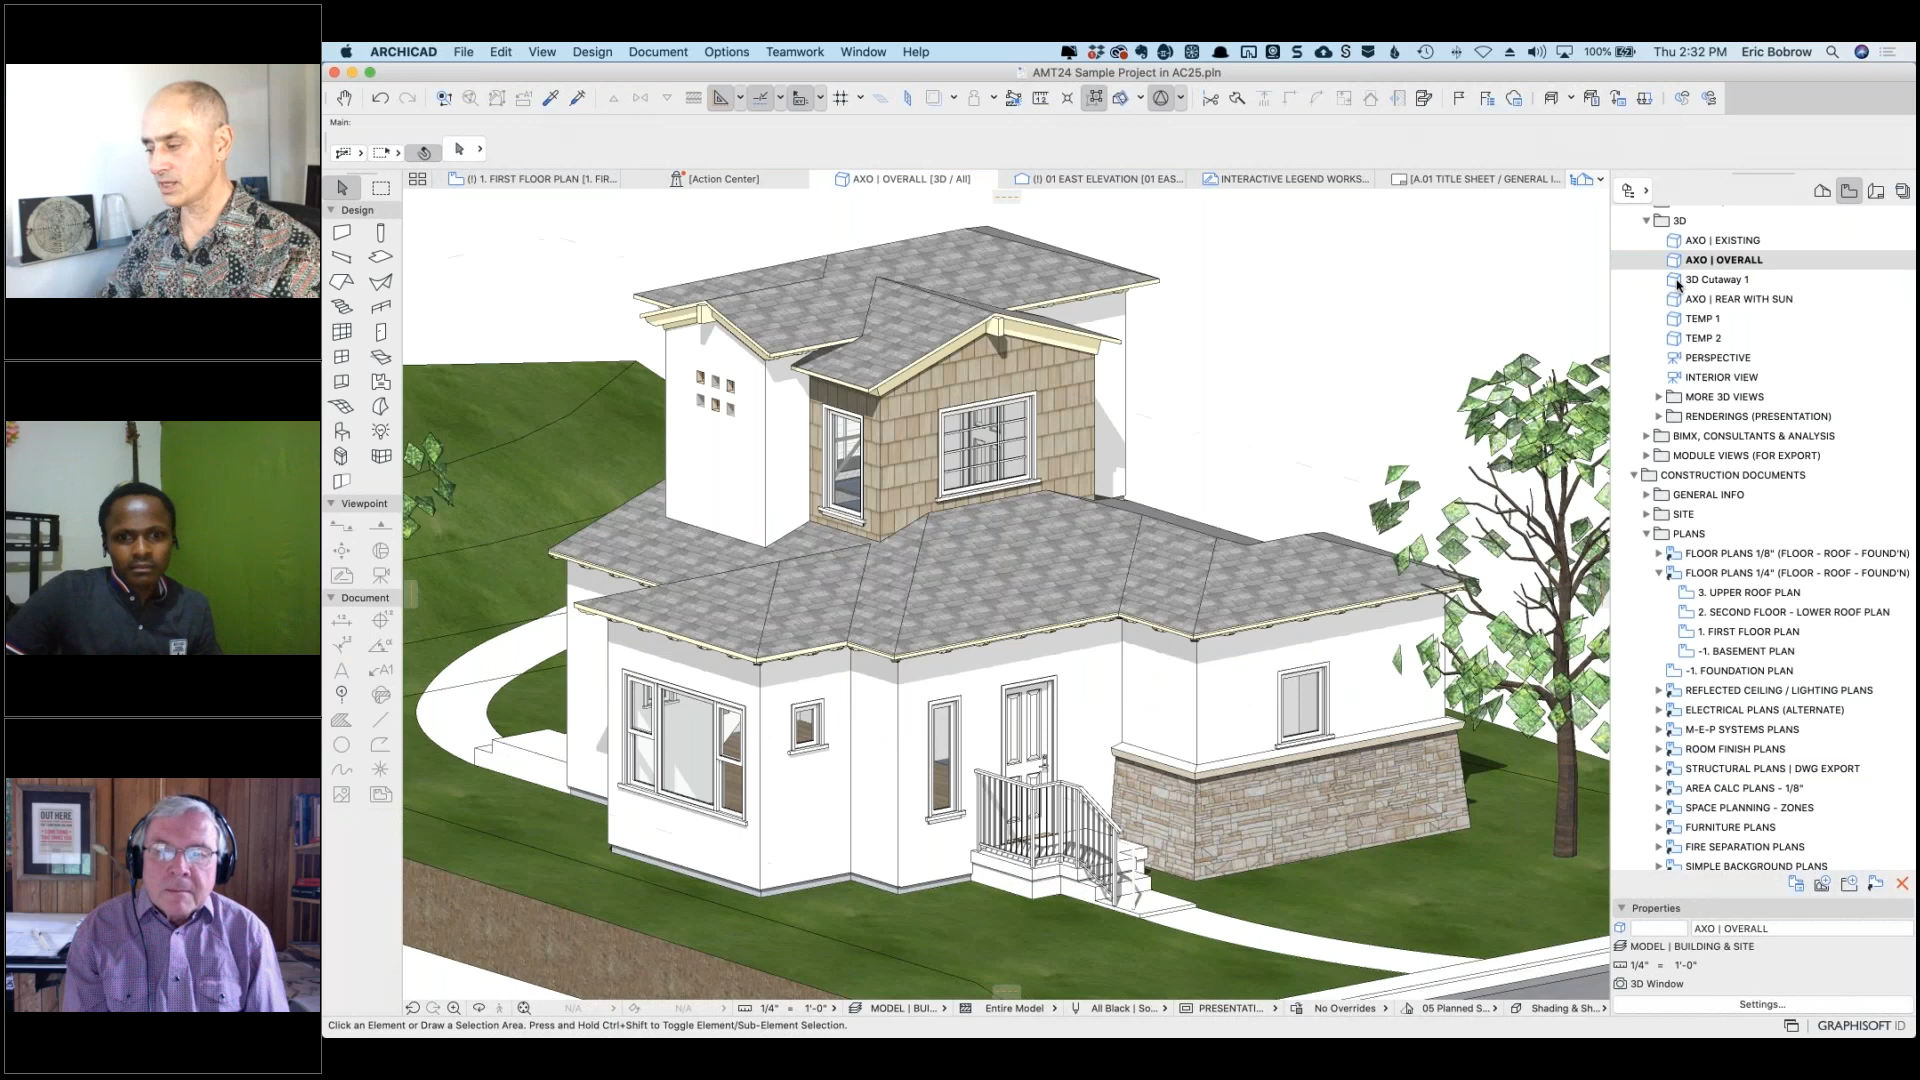 ARCHICAD File Edit View Design Document Options Teamwork Window Help 100% Thu 2:32 PM Eric Bobrow
AMT24 Sample Project in AC25.pln
Main:
(!) 1. FIRST FLOOR PLAN [1. FIR...
[Action Center]
AXO | OVERALL [3D / All]
(!) 01 EAST ELEVATION [01 EAS...
INTERACTIVE LEGEND WORKS...
[A.01 TITLE SHEET / GENERAL I...
Design
Viewpoint
Document
3D
AXO | EXISTING
AXO | OVERALL
3D Cutaway 1
AXO | REAR WITH SUN
TEMP 1
TEMP 2
PERSPECTIVE
INTERIOR VIEW
MORE 3D VIEWS
RENDERINGS (PRESENTATION)
BIMX, CONSULTANTS & ANALYSIS
MODULE VIEWS (FOR EXPORT)
CONSTRUCTION DOCUMENTS
GENERAL INFO
SITE
PLANS
FLOOR PLANS 1/8" (FLOOR - ROOF - FOUND'N)
FLOOR PLANS 1/4" (FLOOR - ROOF - FOUND'N)
3. UPPER ROOF PLAN
2. SECOND FLOOR - LOWER ROOF PLAN
1. FIRST FLOOR PLAN
-1. BASEMENT PLAN
-1. FOUNDATION PLAN
REFLECTED CEILING / LIGHTING PLANS
ELECTRICAL PLANS (ALTERNATE)
M-E-P SYSTEMS PLANS
ROOM FINISH PLANS
STRUCTURAL PLANS | DWG EXPORT
AREA CALC PLANS - 1/8"
SPACE PLANNING - ZONES
FURNITURE PLANS
FIRE SEPARATION PLANS
SIMPLE BACKGROUND PLANS
Properties
AXO | OVERALL
MODEL | BUILDING & SITE
1/4" = 1'-0"
3D Window
Settings...
N/A N/A 1/4" = 1'-0" MODEL | BUI... Entire Model All Black | So... PRESENTATI... No Overrides 05 Planned S... Shading & Sh...
Click an Element or Draw a Selection Area. Press and Hold Ctrl+Shift to Toggle Element/Sub-Element Selection.
GRAPHISOFT ID
OUT HERE